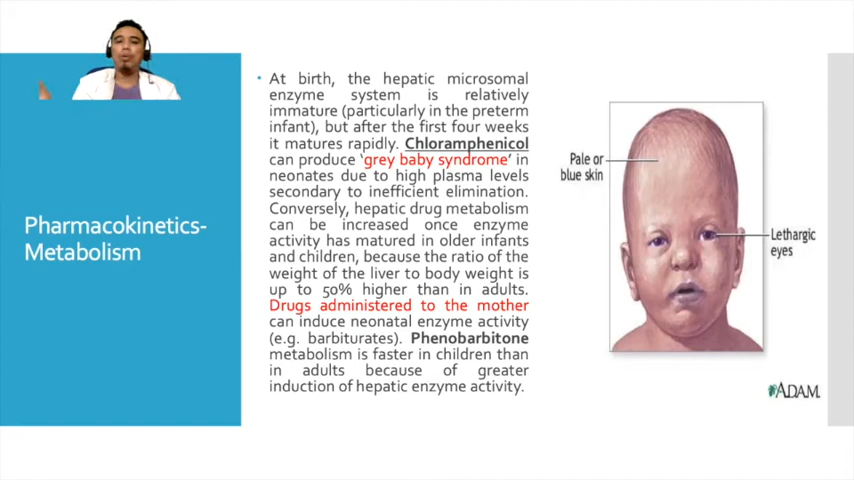 Pharmacokinetics-
Metabolism
• At birth, the hepatic microsomal
enzyme system is relatively
immature (particularly in the preterm
infant), but after the first four weeks
it matures rapidly. Chloramphenicol
can produce ‘grey baby syndrome’ in
neonates due to high plasma levels
secondary to inefficient elimination.
Conversely, hepatic drug metabolism
can be increased once enzyme
activity has matured in older infants
and children, because the ratio of the
weight of the liver to body weight is
up to 50% higher than in adults.
Drugs administered to the mother
can induce neonatal enzyme activity
(e.g. barbiturates). Phenobarbitone
metabolism is faster in children than
in adults because of greater
induction of hepatic enzyme activity.
Pale or
blue skin
Lethargic
eyes
ADAM.